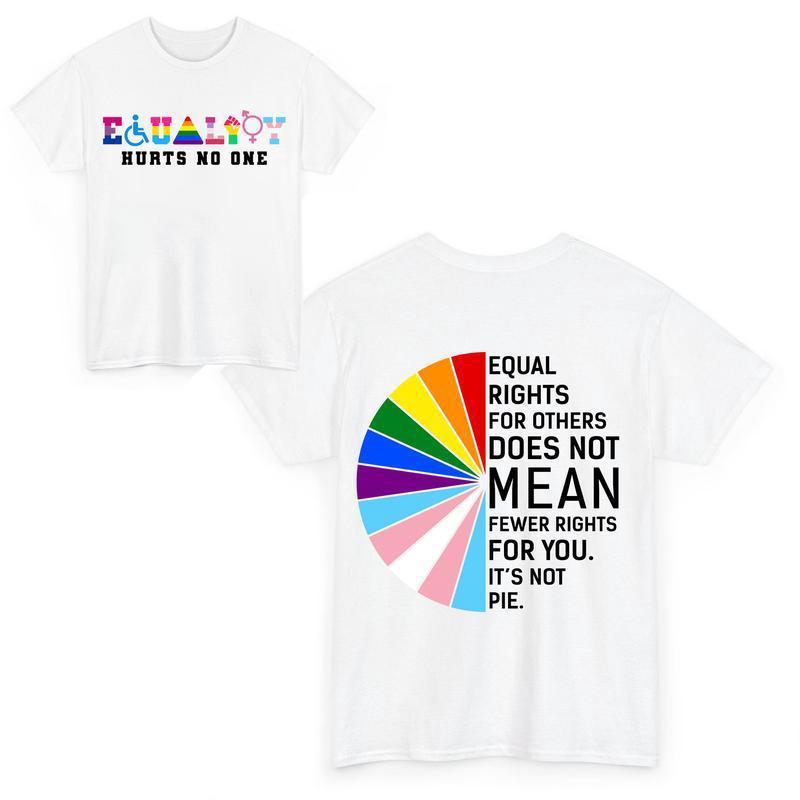 EQUALITY
HURTS NO ONE
EQUAL
RIGHTS
FOR OTHERS
DOES NOT
MEAN
FEWER RIGHTS
FOR YOU.
IT'S NOT
PIE.